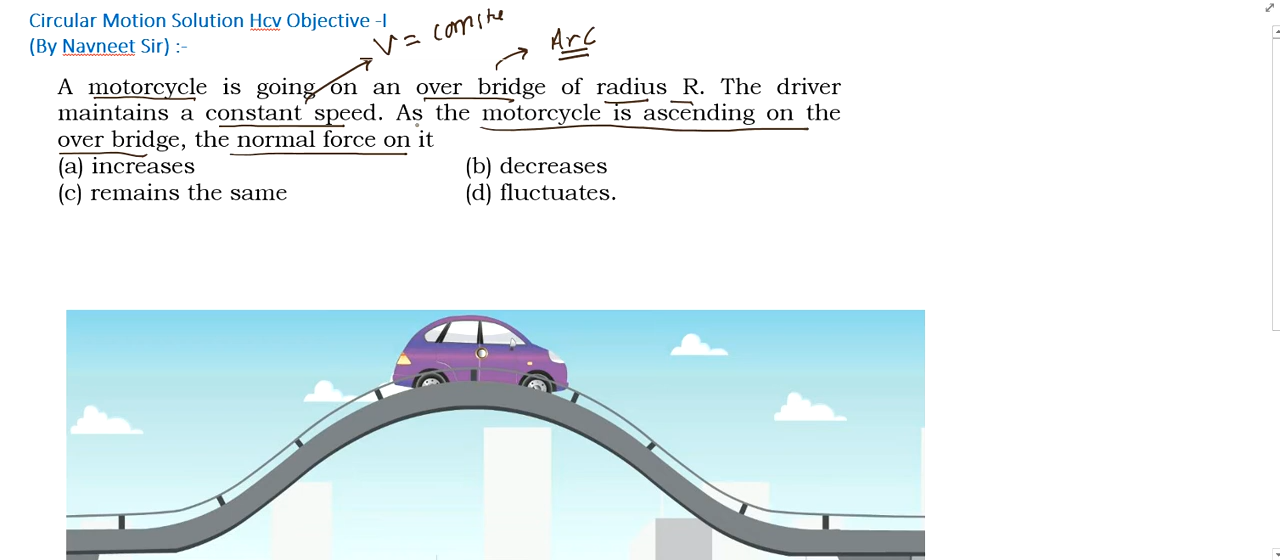 Circular Motion Solution Hcv Objective -I
(By Navneet Sir) :-
V =conste
Arc
A motorcycle is going on an over bridge of radius R. The driver
maintains a constant speed. As the motorcycle is ascending on the
over bridge, the normal force on it
(a) increases
(b) decreases
(c) remains the same
(d) fluctuates.